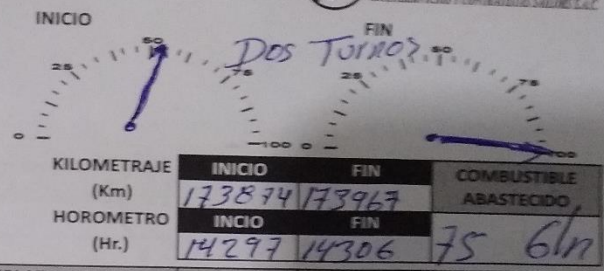 INICIO
FIN
Dos Turnos
0 25 50 75 100
0 25 50 75 100
KILOMETRAJE (Km) INICIO FIN COMBUSTIBLE ABASTECIDO
173874 173967
HOROMETRO (Hr.) INCIO FIN
14297 14306 75 Gln